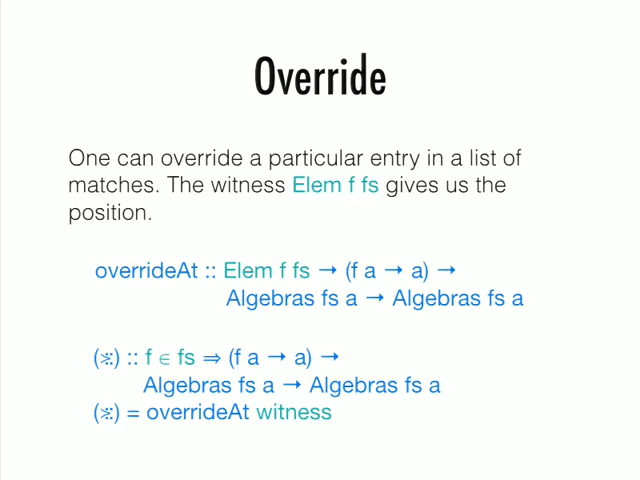 Override
One can override a particular entry in a list of
matches. The witness Elem f fs gives us the
position.
overrideAt :: Elem f fs → (f a → a) →
Algebras fs a → Algebras fs a
(>::) :: f ∈ fs ⇒ (f a → a) →
Algebras fs a → Algebras fs a
(>::) = overrideAt witness